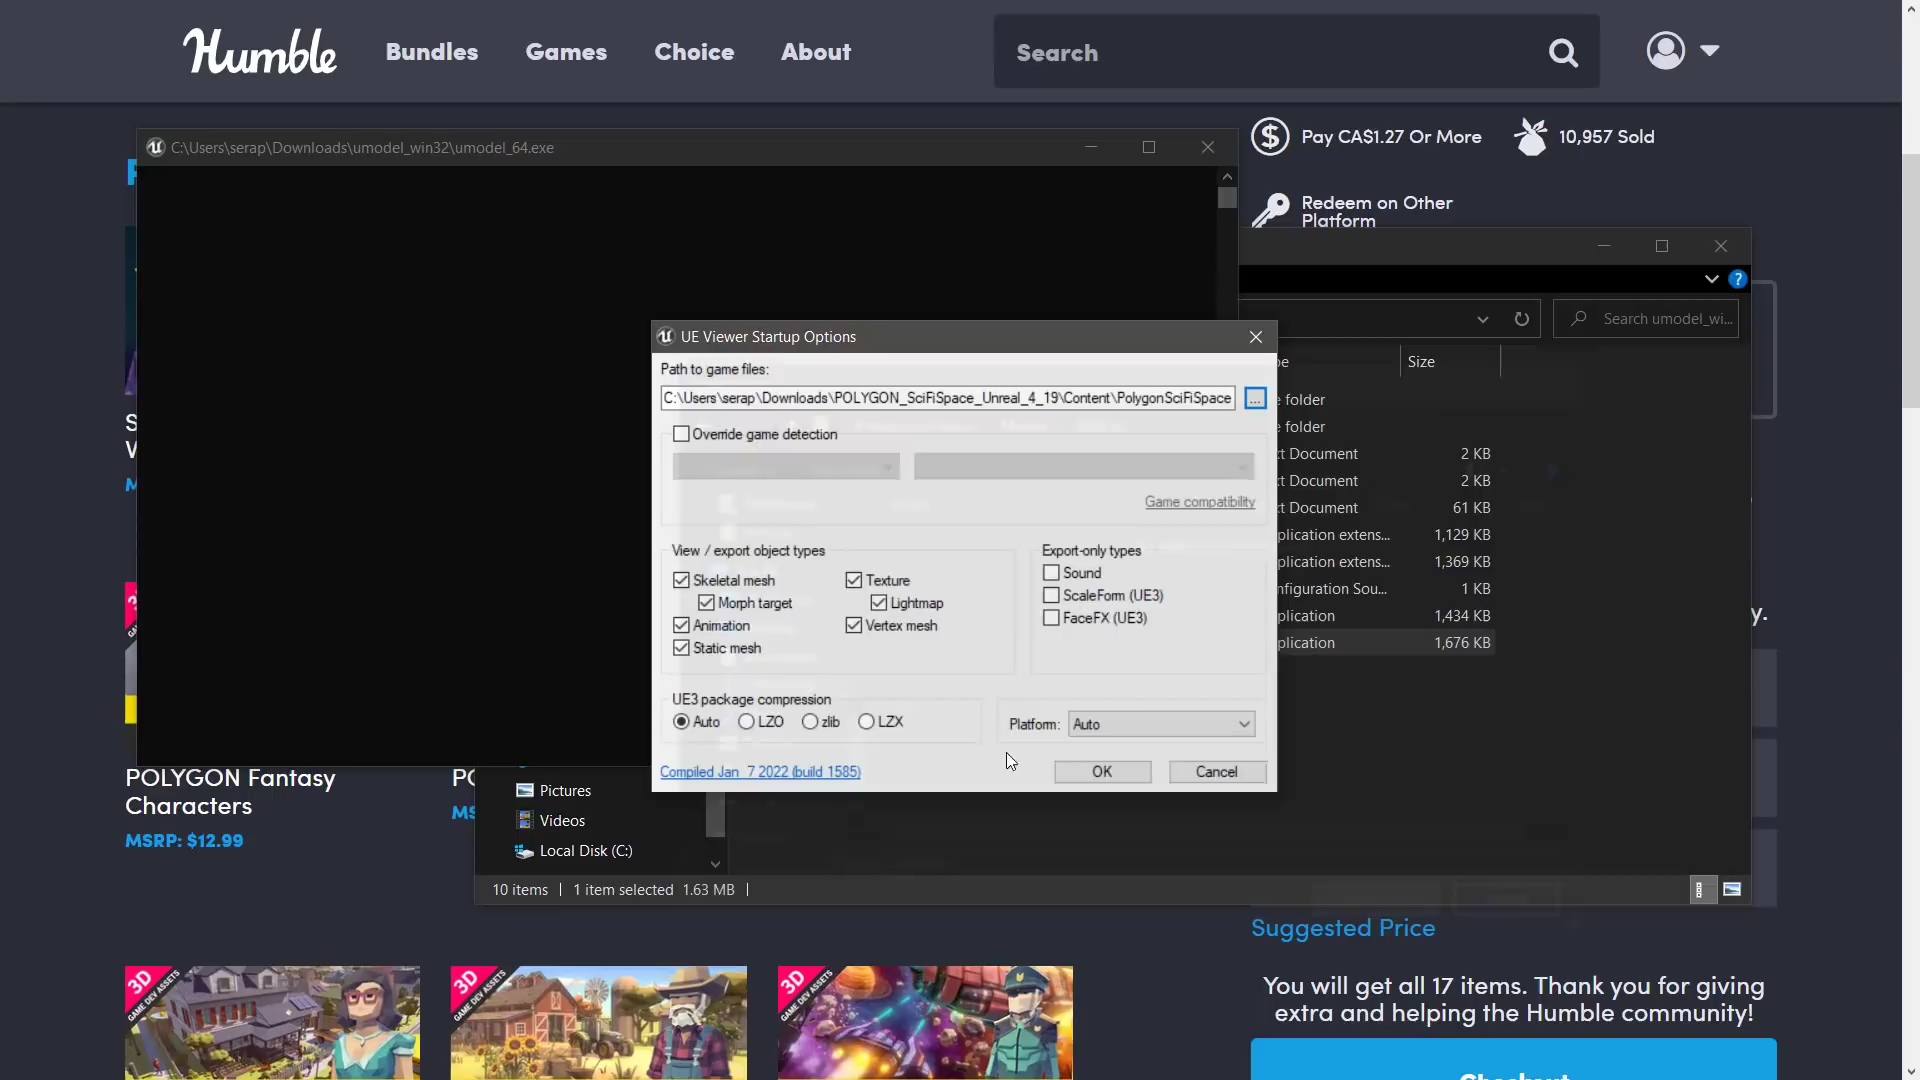 Humble
Bundles
Games
Choice
About
Search
C:\Users\serap\Downloads\umodel_win32\umodel_64.exe
Pay CA$1.27 Or More
10,957 Sold
Redeem on Other
Platform
?
Search umodel_wi...
Size
e folder
e folder
xt Document 2 KB
xt Document 2 KB
xt Document 61 KB
plication extens... 1,129 KB
plication extens... 1,369 KB
nfiguration Sou... 1 KB
plication 1,434 KB
plication 1,676 KB
UE Viewer Startup Options
Path to game files:
C:\Users\serap\Downloads\POLYGON_SciFiSpace_Unreal_4_19\Content\PolygonSciFiSpace
...
Override game detection
Game compatibility
View / export object types
Skeletal mesh
Morph target
Animation
Static mesh
Texture
Lightmap
Vertex mesh
Export-only types
Sound
ScaleForm (UE3)
FaceFX (UE3)
UE3 package compression
Auto
LZO
zlib
LZX
Platform:
Auto
Compiled Jan 7 2022 (build 1585)
OK
Cancel
y.
POLYGON Fantasy
Characters
MSRP: $12.99
Pictures
Videos
Local Disk (C:)
10 items
1 item selected 1.63 MB
Suggested Price
You will get all 17 items. Thank you for giving
extra and helping the Humble community!
Checkout
3D
GAME DEV ASSETS
3D
GAME DEV ASSETS
3D
GAME DEV ASSETS